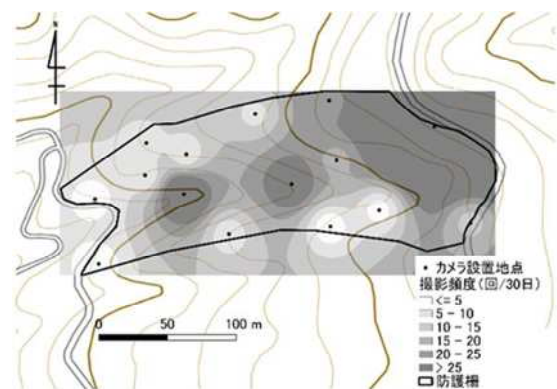 N
0 50 100 m
• カメラ設置地点
撮影頻度(回/30日)
<= 5
5 - 10
10 - 15
15 - 20
20 - 25
> 25
防護柵